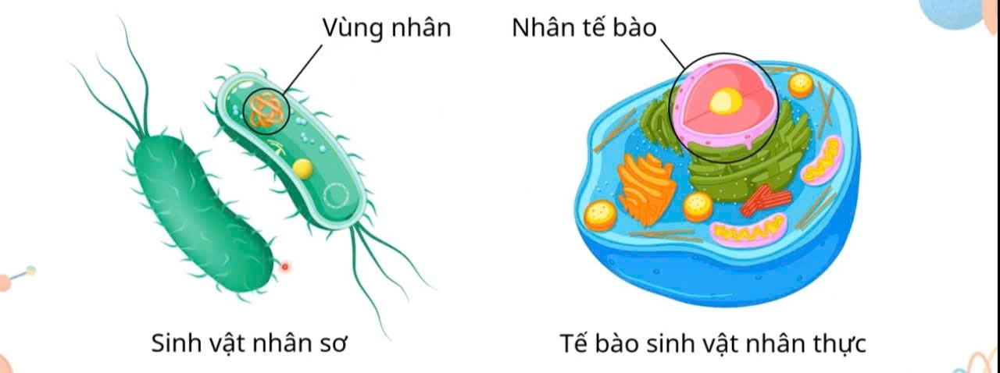 Vùng nhân
Nhân tế bào
Sinh vật nhân sơ
Tế bào sinh vật nhân thực